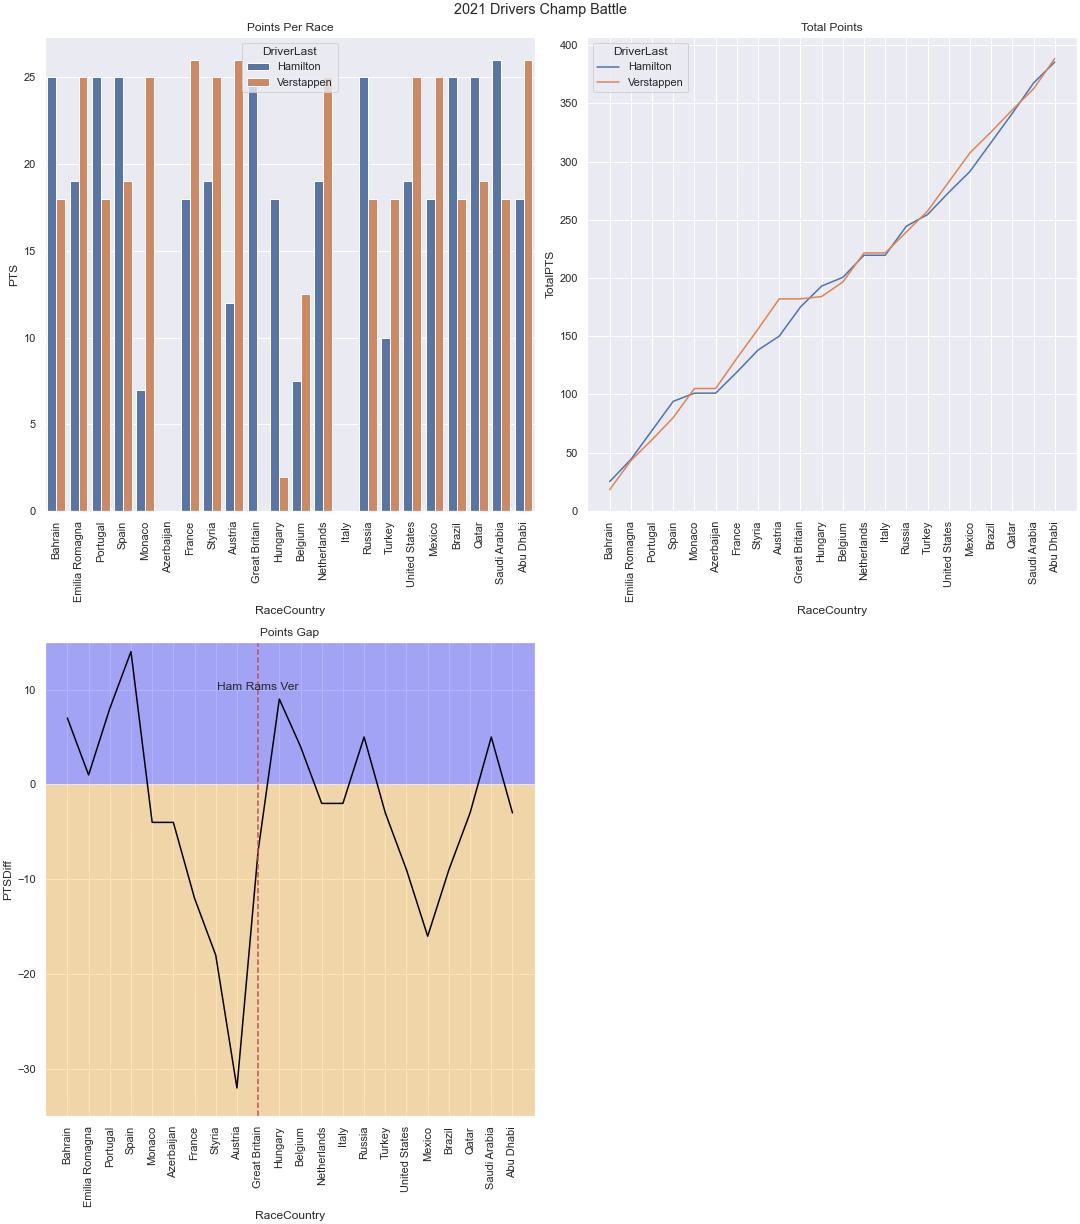 2021 Drivers Champ Battle
Points Per Race
DriverLast
Hamilton
Verstappen
PTS
25
20
15
10
5
0
Bahrain
Emilia Romagna
Portugal
Spain
Monaco
Azerbaijan
France
Styria
Austria
Great Britain
Hungary
Belgium
Netherlands
Italy
Russia
Turkey
United States
Mexico
Brazil
Qatar
Saudi Arabia
Abu Dhabi
RaceCountry
Total Points
DriverLast
Hamilton
Verstappen
TotalPTS
400
350
300
250
200
150
100
50
0
Bahrain
Emilia Romagna
Portugal
Spain
Monaco
Azerbaijan
France
Styria
Austria
Great Britain
Hungary
Belgium
Netherlands
Italy
Russia
Turkey
United States
Mexico
Brazil
Qatar
Saudi Arabia
Abu Dhabi
RaceCountry
Points Gap
Ham Rams Ver
PTSDiff
10
0
−10
−20
−30
Bahrain
Emilia Romagna
Portugal
Spain
Monaco
Azerbaijan
France
Styria
Austria
Great Britain
Hungary
Belgium
Netherlands
Italy
Russia
Turkey
United States
Mexico
Brazil
Qatar
Saudi Arabia
Abu Dhabi
RaceCountry